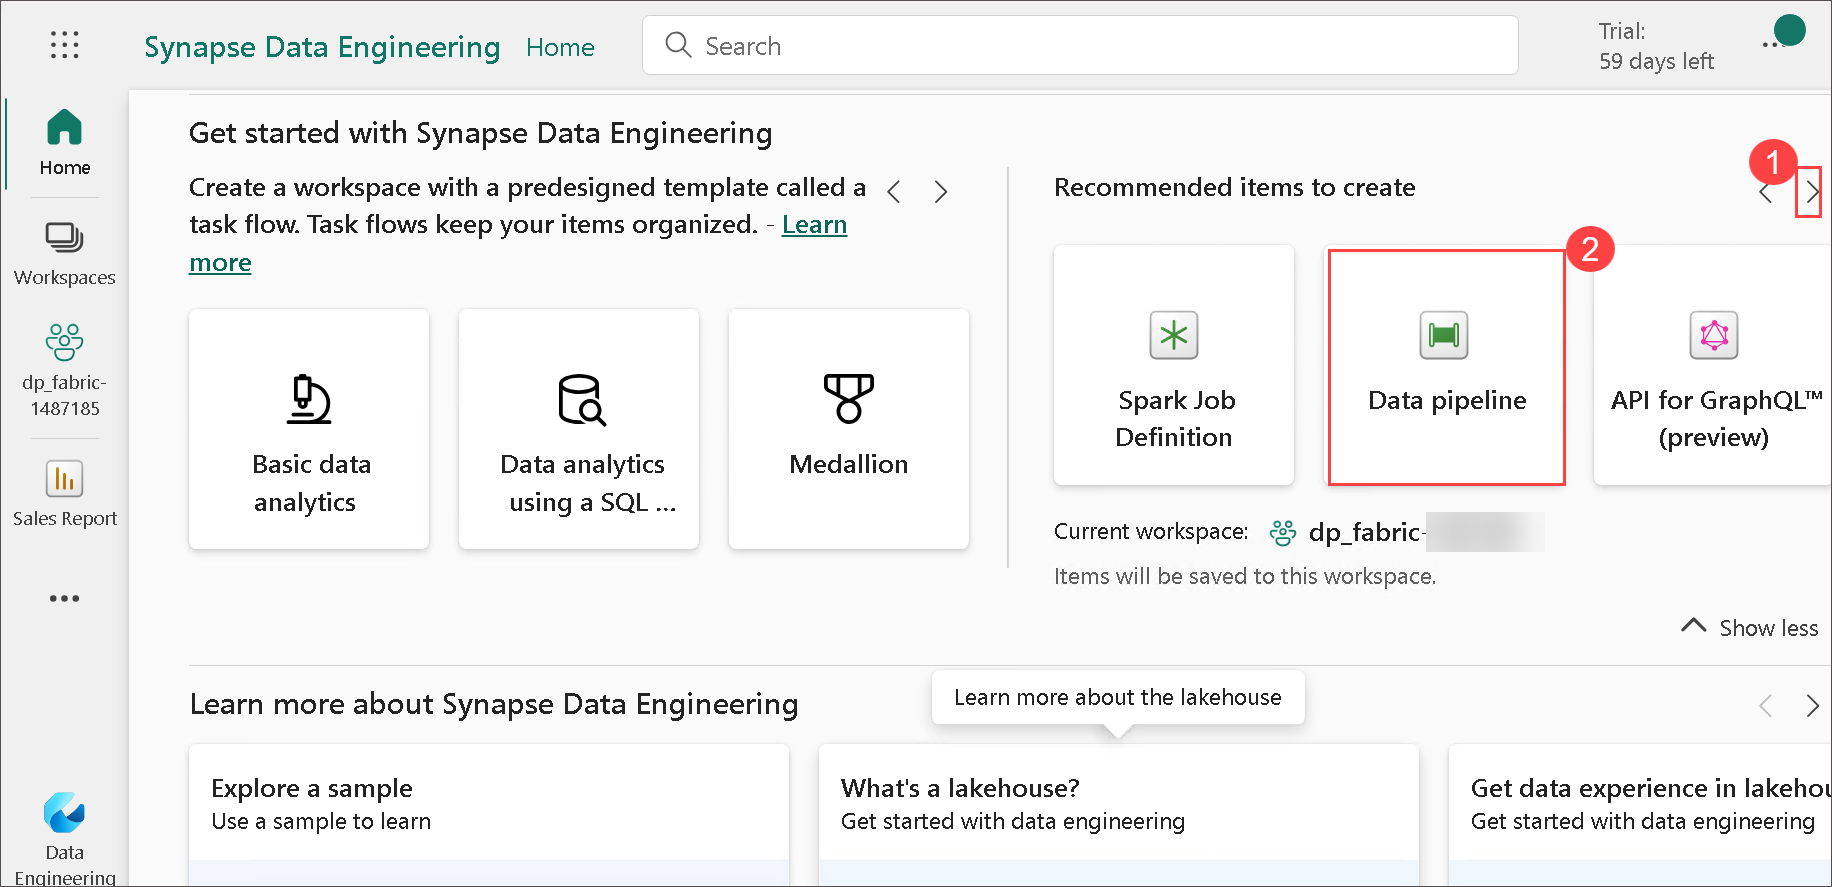 Synapse Data Engineering Home
Search
Trial:
59 days left
Home
Workspaces
dp_fabric-
1487185
Sales Report
Data
Engineering
Get started with Synapse Data Engineering
Create a workspace with a predesigned template called a
task flow. Task flows keep your items organized. - Learn
more
Basic data
analytics
Data analytics
using a SQL ...
Medallion
Recommended items to create
1
2
Spark Job
Definition
Data pipeline
API for GraphQL™
(preview)
Current workspace: dp_fabric-
Items will be saved to this workspace.
Show less
Learn more about Synapse Data Engineering
Learn more about the lakehouse
Explore a sample
Use a sample to learn
What's a lakehouse?
Get started with data engineering
Get data experience in lakehou
Get started with data engineering